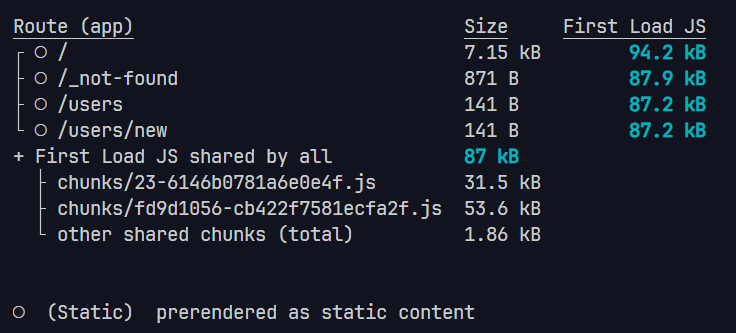 Route (app) Size First Load JS
┌ ○ / 7.15 kB 94.2 kB
├ ○ /_not-found 871 B 87.9 kB
├ ○ /users 141 B 87.2 kB
└ ○ /users/new 141 B 87.2 kB
+ First Load JS shared by all 87 kB
├ chunks/23-6146b0781a6e0e4f.js 31.5 kB
├ chunks/fd9d1056-cb422f7581ecfa2f.js 53.6 kB
└ other shared chunks (total) 1.86 kB
○ (Static) prerendered as static content